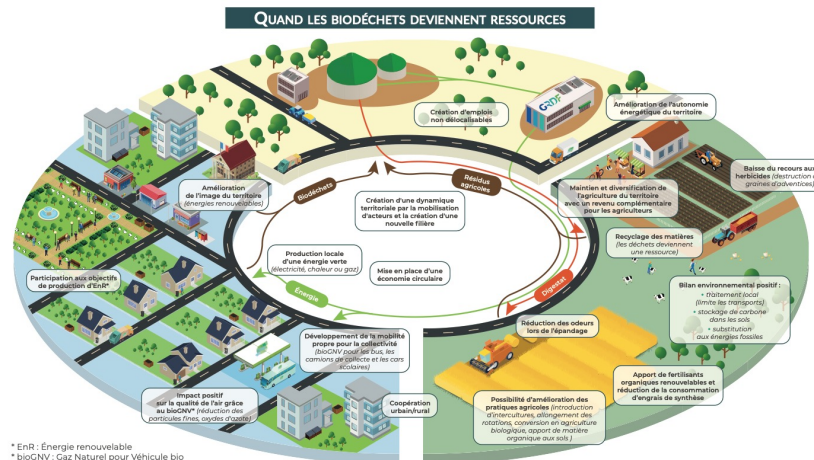 QUAND LES BIODÉCHETS DEVIENNENT RESSOURCES
Création d'emplois
non délocalisables
GRDF
Amélioration de l'autonomie
énergétique du territoire
Amélioration
de l'image du territoire
(énergies renouvelables)
Biodéchets
Résidus
agricoles
Maintien et diversification de
l'agriculture du territoire
avec un revenu complémentaire
pour les agriculteurs
Baisse du recours aux
herbicides (destruction
graines d'adventices)
Création d'une dynamique
territoriale par la mobilisation
d'acteurs et la création d'une
nouvelle filière
Recyclage des matières
(les déchets deviennent
une ressource)
Production locale
d'une énergie verte
(électricité, chaleur ou gaz)
Mise en place d'une
économie circulaire
Participation aux objectifs
de production d'EnR*
Énergie
Digestat
Bilan environnemental positif :
• traitement local
(limite les transports)
• stockage de carbone
dans les sols
• substitution
aux énergies fossiles
Réduction des odeurs
lors de l'épandage
Développement de la mobilité
propre pour la collectivité
(bioGNV pour les bus, les
camions de collecte et les cars
scolaires)
Apport de fertilisants
organiques renouvelables et
réduction de la consommation
d'engrais de synthèse
Impact positif
sur la qualité de l'air grâce
au bioGNV* (réduction des
particules fines, oxydes d'azote)
Coopération
urbain/rural
Possibilité d'amélioration des
pratiques agricoles (introduction
d'intercultures, allongement des
rotations, conversion en agriculture
biologique, apport de matière
organique aux sols )
* EnR : Énergie renouvelable
* bioGNV : Gaz Naturel pour Véhicule bio